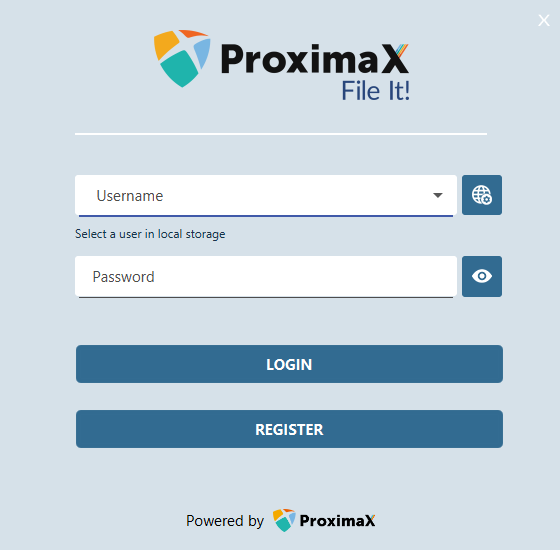 X
ProximaX
File It!
Username
Select a user in local storage
Password
LOGIN
REGISTER
Powered by ProximaX